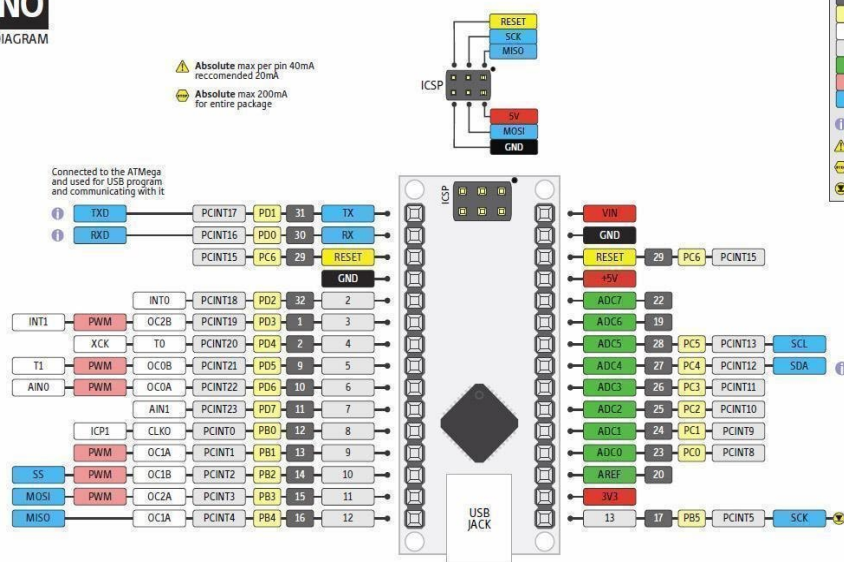 NO
DIAGRAM
Absolute max per pin 40mA
reccomended 20mA
Absolute max 200mA
for entire package
RESET
SCK
MISO
ICSP
5V
MOSI
GND
Connected to the ATMega
and used for USB program
and communicating with it
ICSP
TXD PCINT17 PD1 31 TX
RXD PCINT16 PD0 30 RX
PCINT15 PC6 29 RESET
GND
INT0 PCINT18 PD2 32 2
INT1 PWM OC2B PCINT19 PD3 1 3
XCK T0 PCINT20 PD4 2 4
T1 PWM OC0B PCINT21 PD5 9 5
AIN0 PWM OC0A PCINT22 PD6 10 6
AIN1 PCINT23 PD7 11 7
ICP1 CLKO PCINT0 PB0 12 8
PWM OC1A PCINT1 PB1 13 9
SS PWM OC1B PCINT2 PB2 14 10
MOSI PWM OC2A PCINT3 PB3 15 11
MISO OC1A PCINT4 PB4 16 12
USB
JACK
VIN
GND
RESET 29 PC6 PCINT15
+5V
ADC7 22
ADC6 19
ADC5 28 PC5 PCINT13 SCL
ADC4 27 PC4 PCINT12 SDA
ADC3 26 PC3 PCINT11
ADC2 25 PC2 PCINT10
ADC1 24 PC1 PCINT9
ADC0 23 PC0 PCINT8
AREF 20
3V3
13 17 PB5 PCINT5 SCK